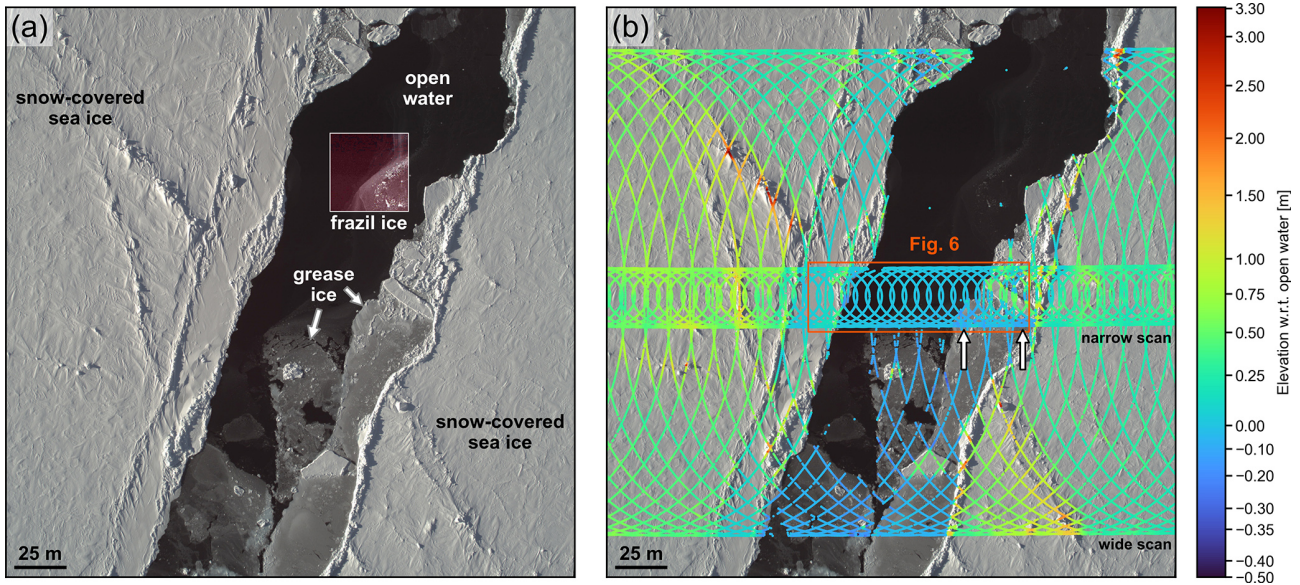 (a)
snow-covered
sea ice
open
water
frazil ice
grease
ice
snow-covered
sea ice
25 m
(b)
Fig. 6
narrow scan
wide scan
25 m
3.30
3.00
2.50
2.00
1.50
1.00
0.75
0.50
0.25
0.00
−0.10
−0.20
−0.30
−0.35
−0.40
−0.50
Elevation w.r.t. open water [m]